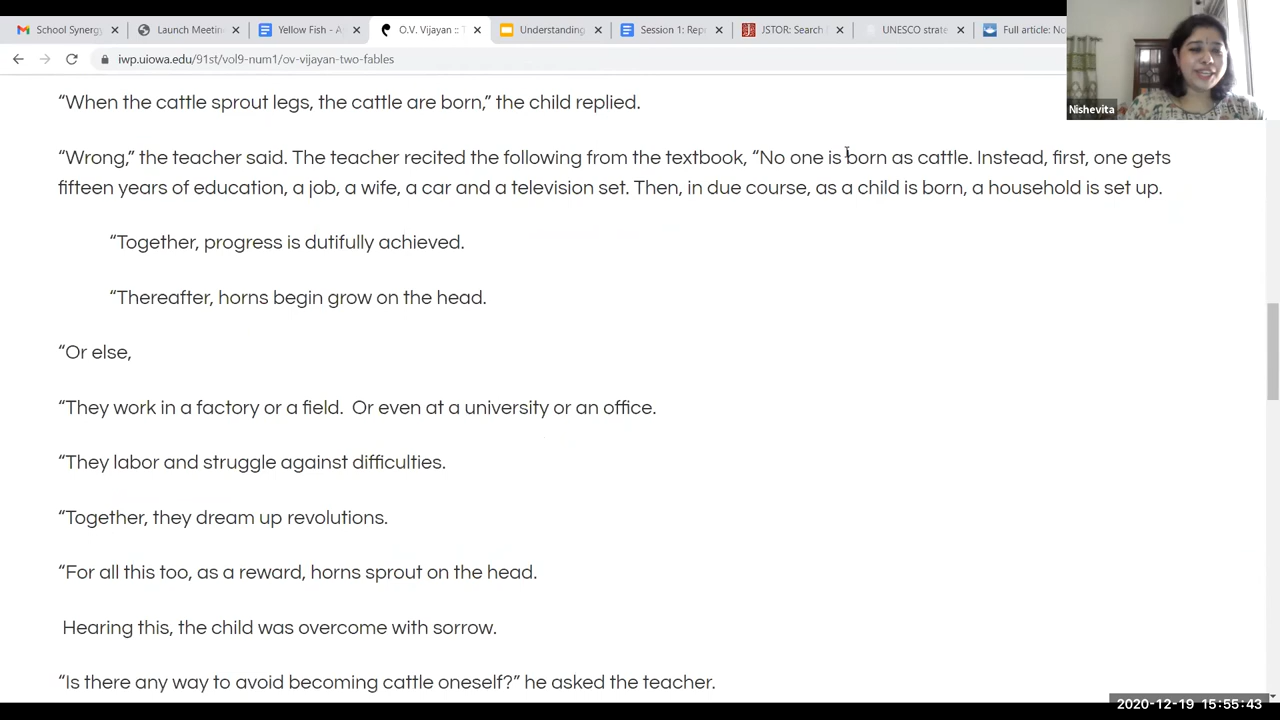 School Synergy
Launch Meetin
Yellow Fish - A
O.V. Vijayan :: T
Understanding
Session 1: Repr
JSTOR: Search
UNESCO strate
Full article: No
iwp.uiowa.edu/91st/vol9-num1/ov-vijayan-two-fables
Nishevita
“When the cattle sprout legs, the cattle are born,” the child replied.
“Wrong,” the teacher said. The teacher recited the following from the textbook, “No one is born as cattle. Instead, first, one gets
fifteen years of education, a job, a wife, a car and a television set. Then, in due course, as a child is born, a household is set up.
“Together, progress is dutifully achieved.
“Thereafter, horns begin grow on the head.
“Or else,
“They work in a factory or a field.  Or even at a university or an office.
“They labor and struggle against difficulties.
“Together, they dream up revolutions.
“For all this too, as a reward, horns sprout on the head.
Hearing this, the child was overcome with sorrow.
“Is there any way to avoid becoming cattle oneself?” he asked the teacher.
2020-12-19 15:55:43